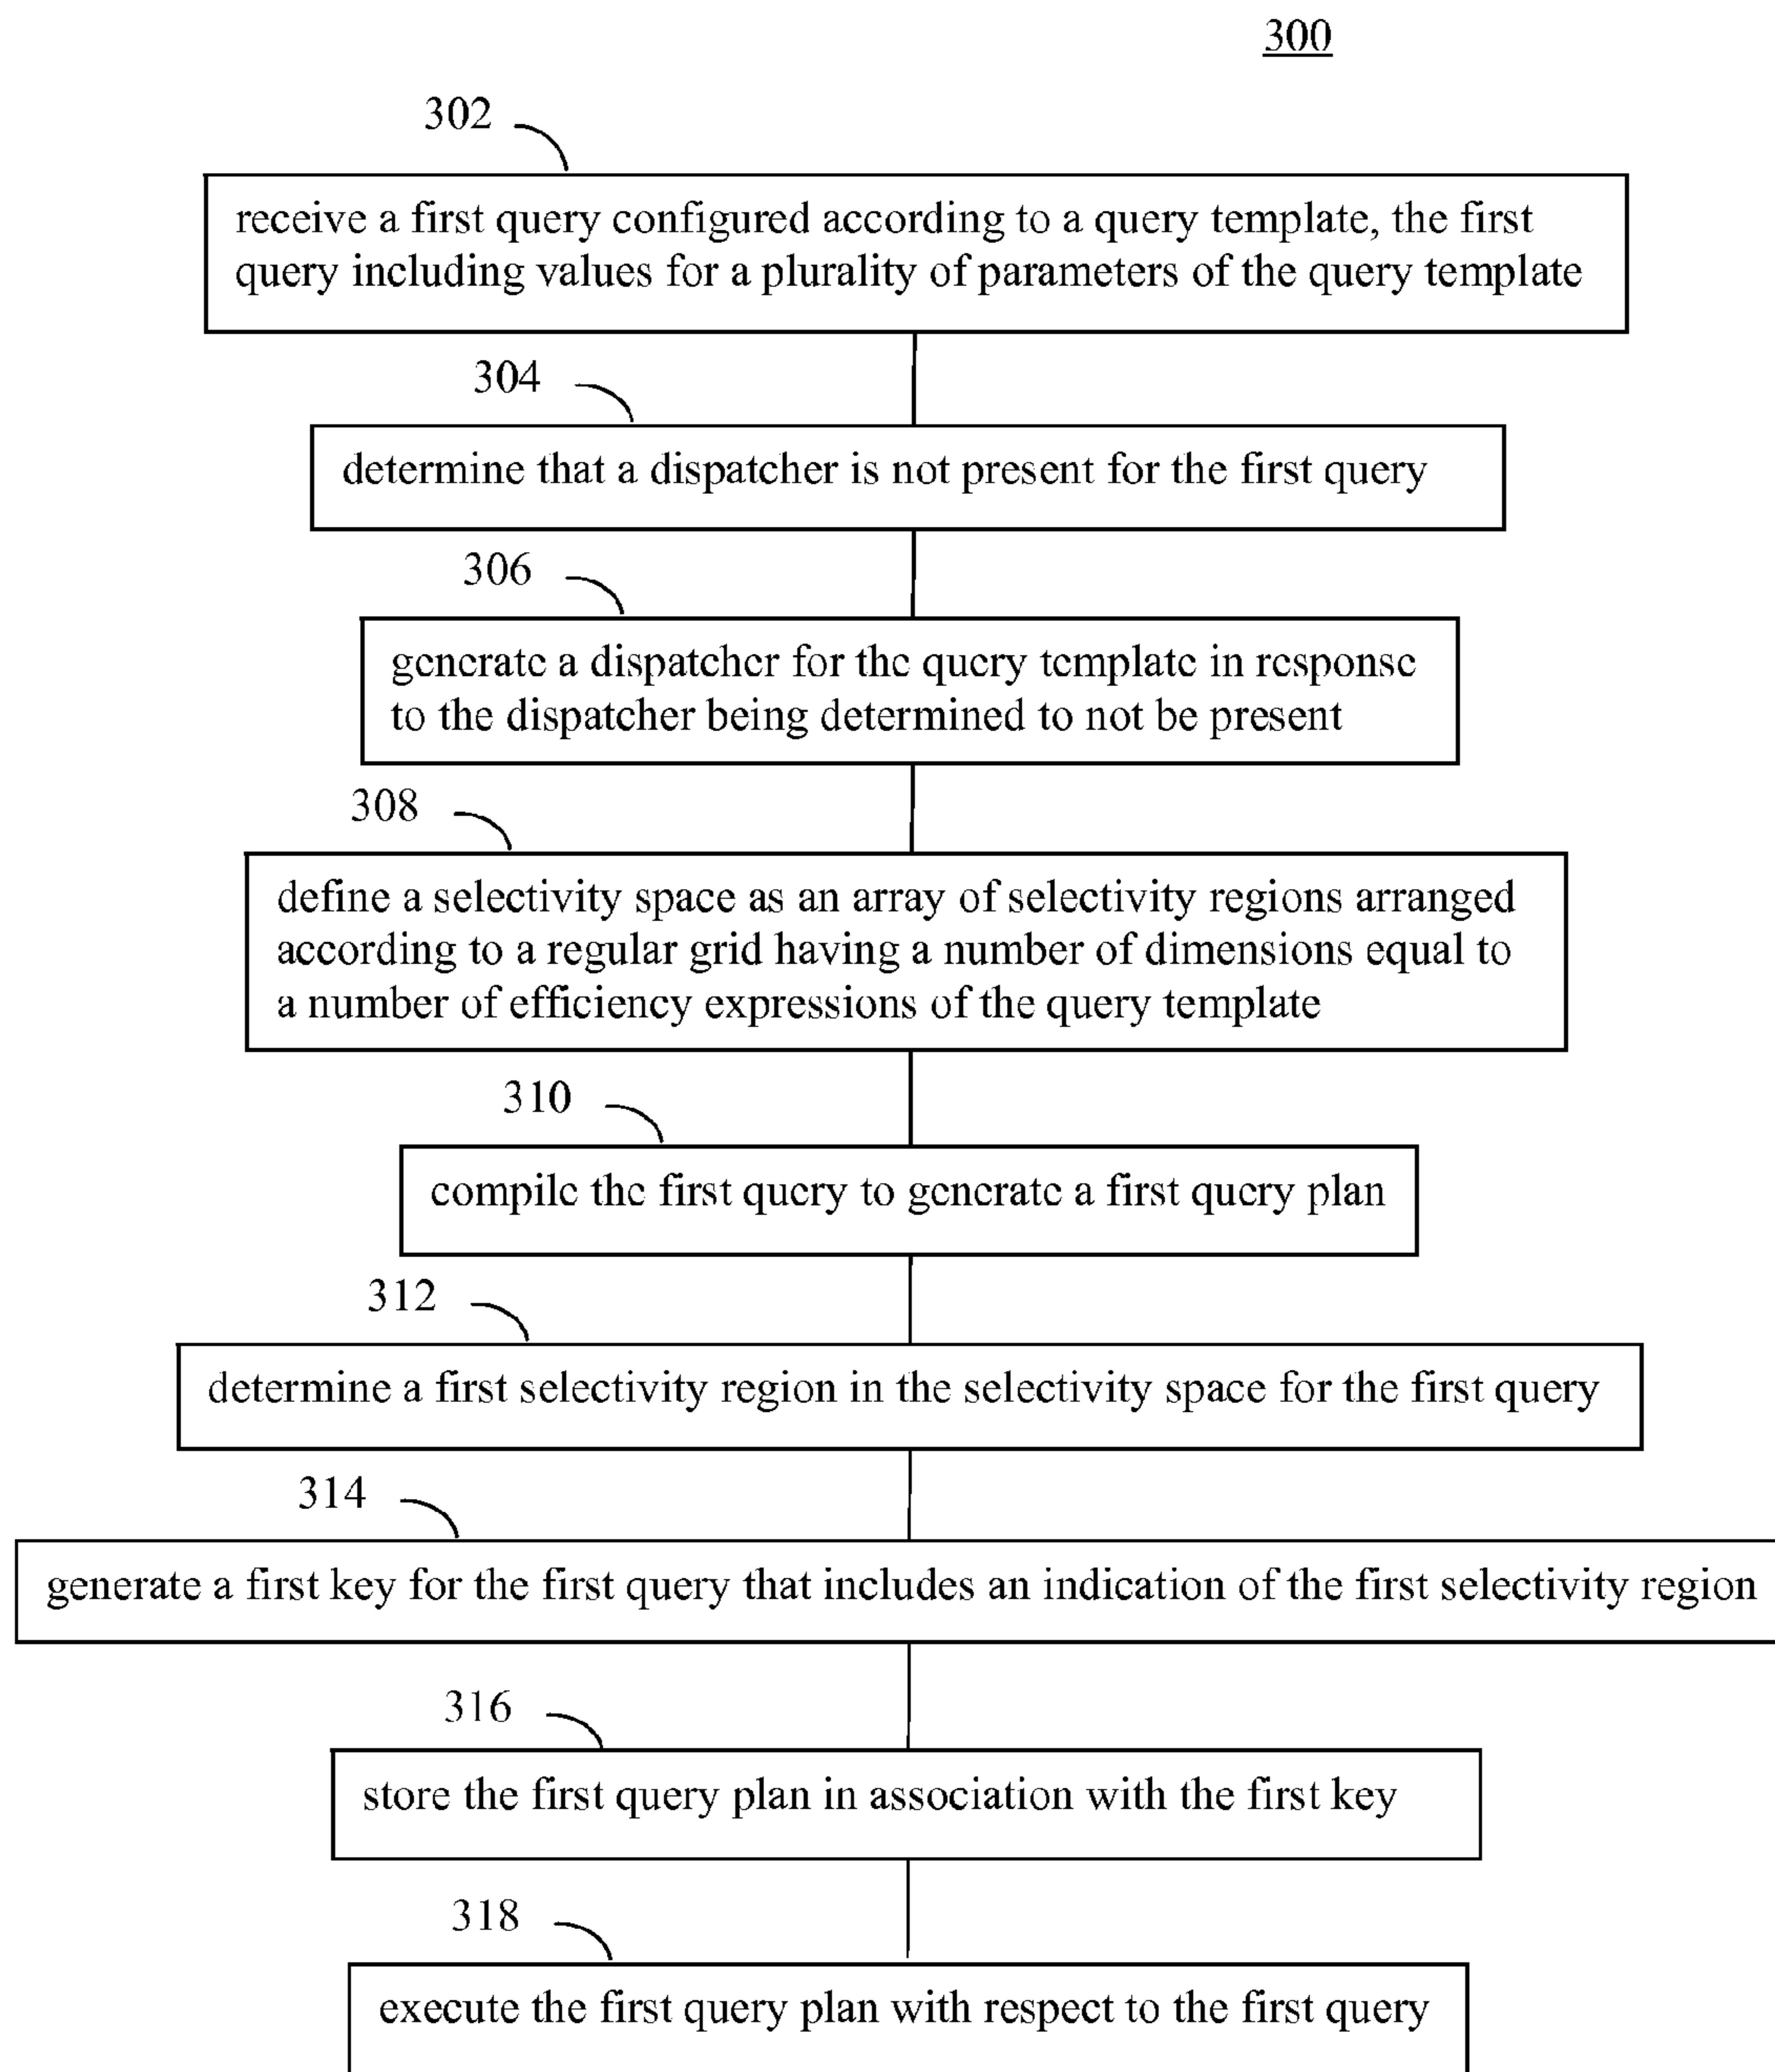 300
302
receive a first query configured according to a query template, the first
query including values for a plurality of parameters of the query template
304
determine that a dispatcher is not present for the first query
306
generate a dispatcher for the query template in response
to the dispatcher being determined to not be present
308
define a selectivity space as an array of selectivity regions arranged
according to a regular grid having a number of dimensions equal to
a number of efficiency expressions of the query template
310
compile the first query to generate a first query plan
312
determine a first selectivity region in the selectivity space for the first query
314
generate a first key for the first query that includes an indication of the first selectivity region
316
store the first query plan in association with the first key
318
execute the first query plan with respect to the first query